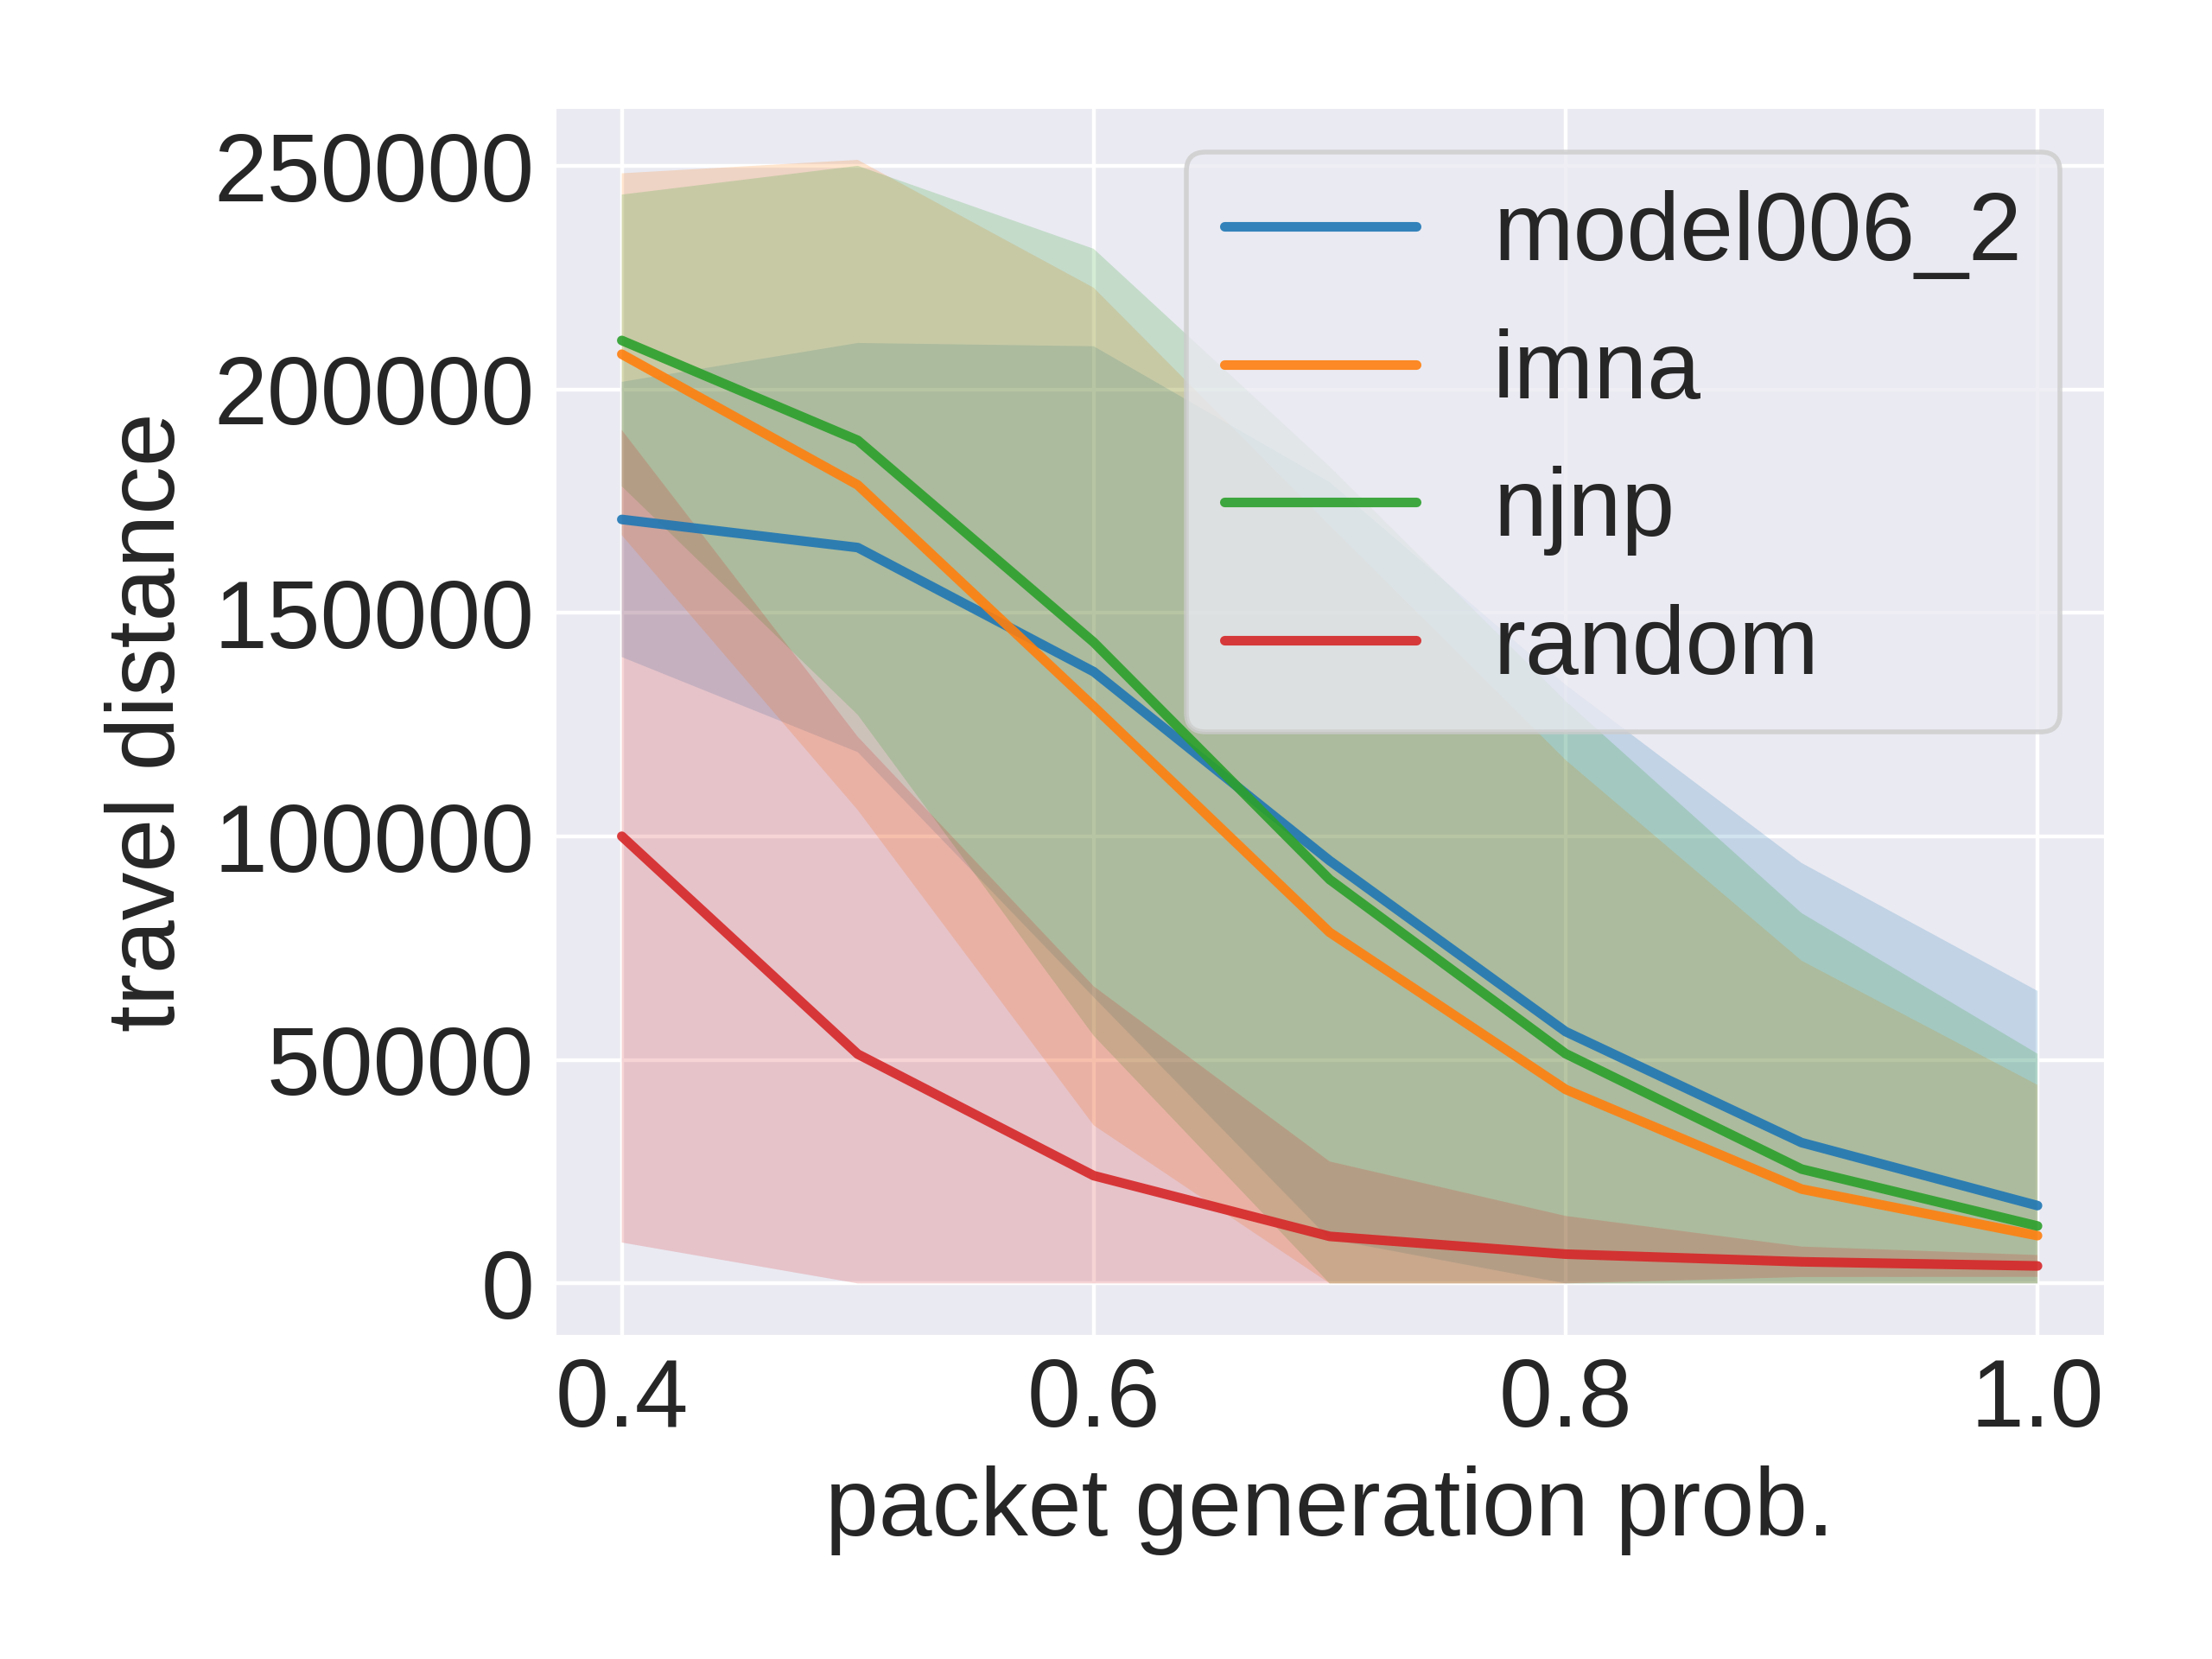 250000
200000
150000
100000
50000
0
travel distance
0.4 0.6 0.8 1.0
packet generation prob.
model006_2
imna
njnp
random